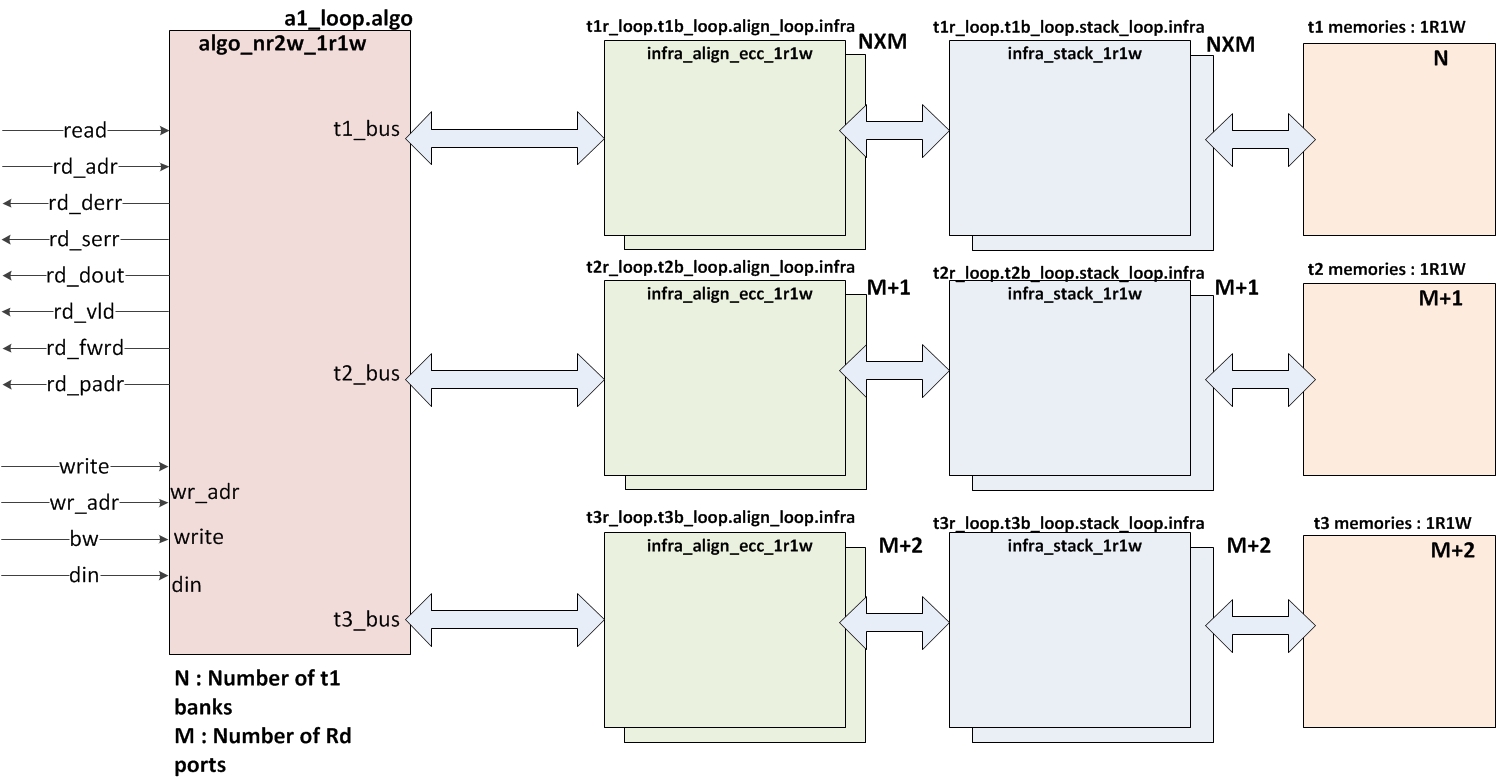 a1_loop.algo
algo_nr2w_1r1w
read
rd_adr
rd_derr
rd_serr
rd_dout
rd_vld
rd_fwrd
rd_padr
write
wr_adr
bw
din
wr_adr
write
din
t1_bus
t2_bus
t3_bus
N : Number of t1
banks
M : Number of Rd
ports
t1r_loop.t1b_loop.align_loop.infra
infra_align_ecc_1r1w
NXM
t1r_loop.t1b_loop.stack_loop.infra
infra_stack_1r1w
NXM
t1 memories : 1R1W
N
t2r_loop.t2b_loop.align_loop.infra
infra_align_ecc_1r1w
M+1
t2r_loop.t2b_loop.stack_loop.infra
infra_stack_1r1w
M+1
t2 memories : 1R1W
M+1
t3r_loop.t3b_loop.align_loop.infra
infra_align_ecc_1r1w
M+2
t3r_loop.t3b_loop.stack_loop.infra
infra_stack_1r1w
M+2
t3 memories : 1R1W
M+2